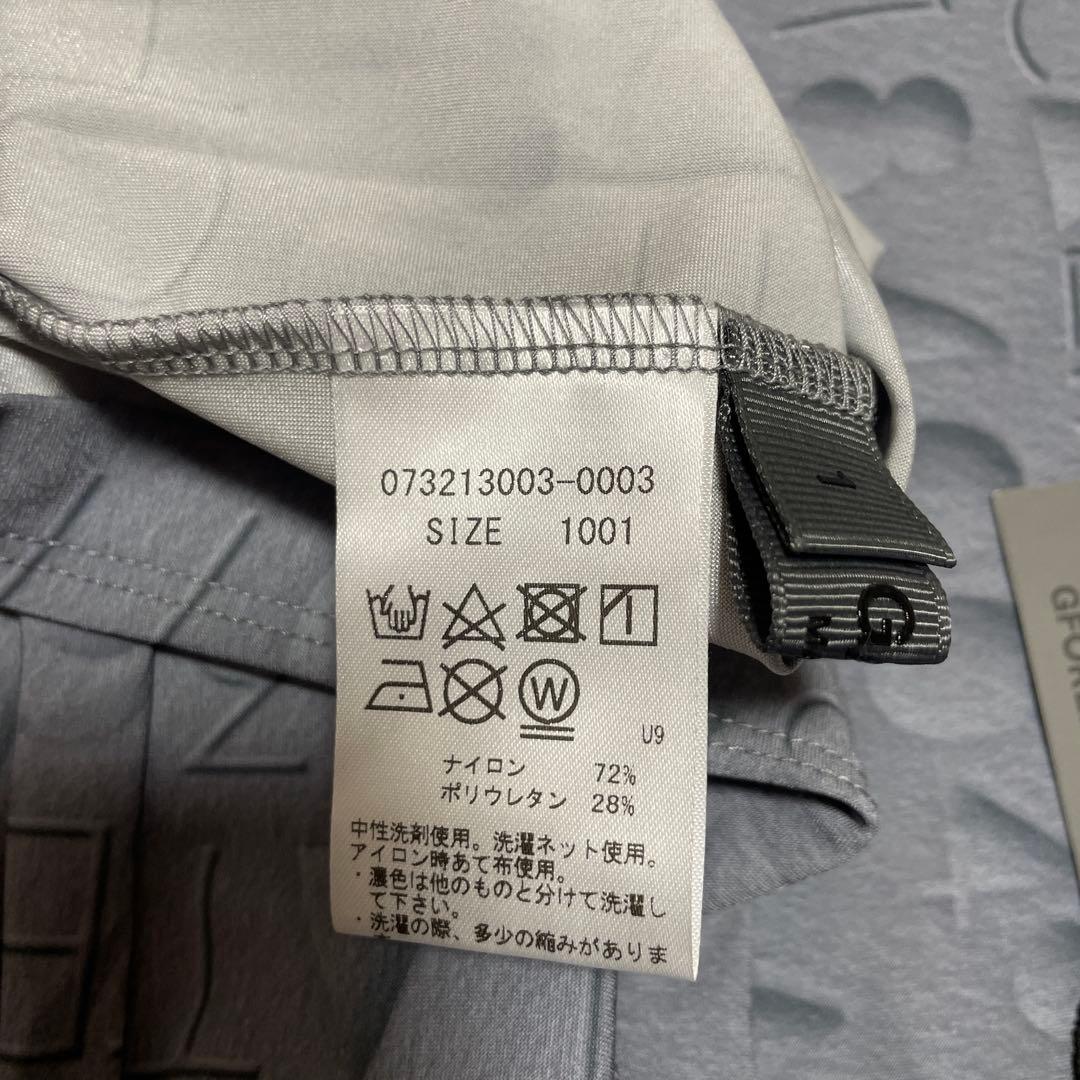 073213003-0003
SIZE 1001
W
U9
ナイロン 72%
ポリウレタン 28%
中性洗剤使用。洗濯ネット使用。
アイロン時あて布使用。
・濃色は他のものと分けて洗濯し
て下さい。
・洗濯の際、多少の縮みがありま
1
G
M
GFORE